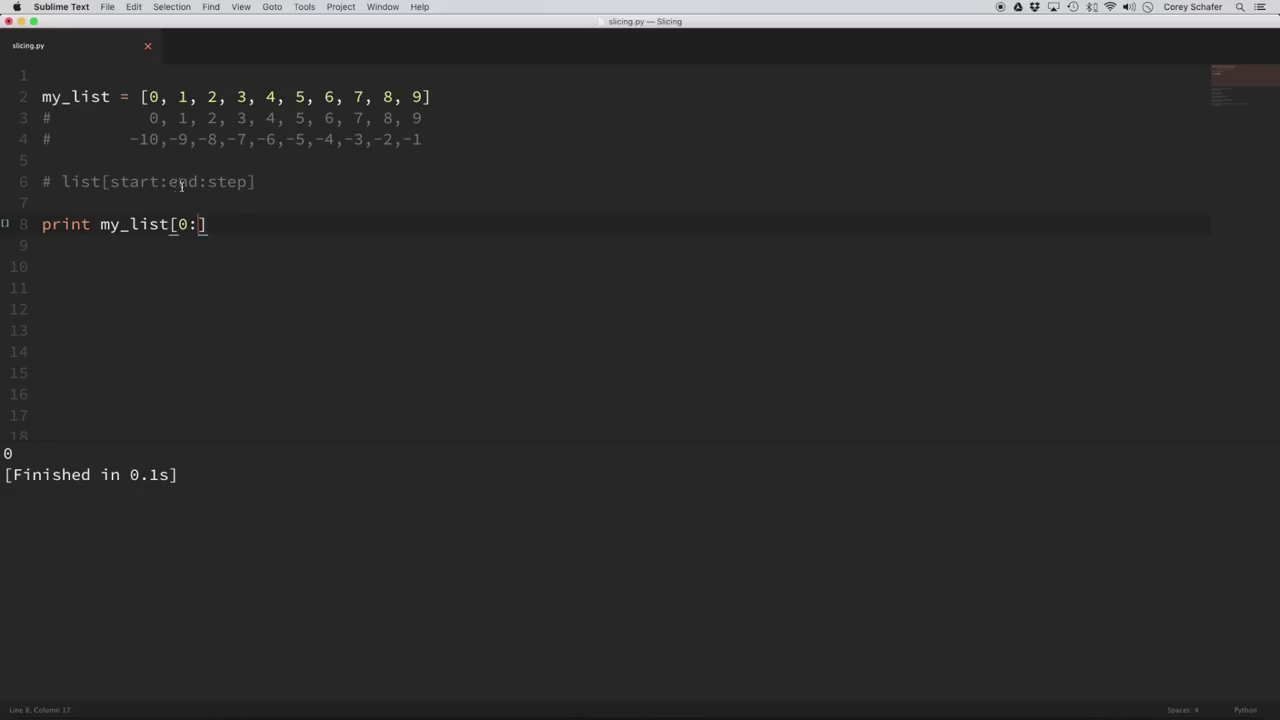 Sublime Text File Edit Selection Find View Goto Tools Project Window Help Corey Schafer
slicing.py — Slicing
slicing.py
1
2 my_list = [0, 1, 2, 3, 4, 5, 6, 7, 8, 9]
3 # 0, 1, 2, 3, 4, 5, 6, 7, 8, 9
4 # -10,-9,-8,-7,-6,-5,-4,-3,-2,-1
5
6 # list[start:end:step]
7
8 print my_list[0:]
9
10
11
12
13
14
15
16
17
18
0
[Finished in 0.1s]
Line 8, Column 17 Spaces: 4 Python